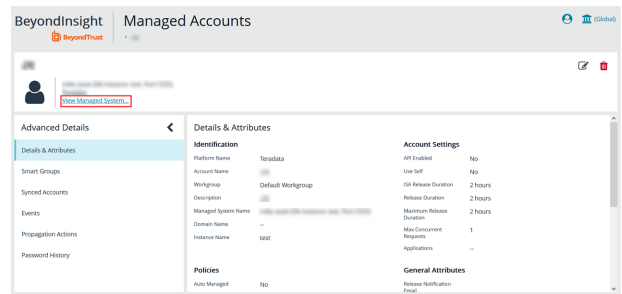 BeyondInsight
BeyondTrust
Managed Accounts
(Global)
View Managed System...
Advanced Details
Details & Attributes
Smart Groups
Synced Accounts
Events
Propagation Actions
Password History
Details & Attributes
Identification
Platform Name Teradata
Account Name
Workgroup Default Workgroup
Description
Managed System Name
Domain Name --
Instance Name test
Policies
Auto Managed No
Account Settings
API Enabled No
Use Self No
ISA Release Duration 2 hours
Release Duration 2 hours
Maximum Release 2 hours
Duration
Max Concurrent 1
Requests
Applications --
General Attributes
Release Notification
Email